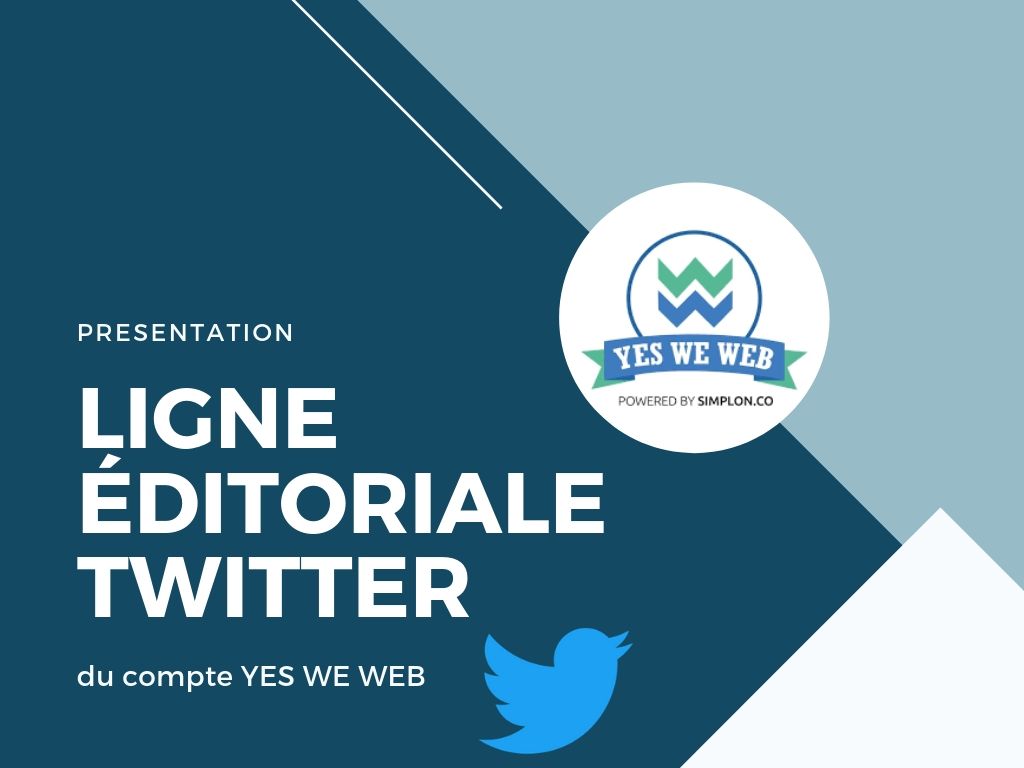 YES WE WEB
POWERED BY SIMPLON.CO
PRESENTATION
LIGNE
ÉDITORIALE
TWITTER
du compte YES WE WEB